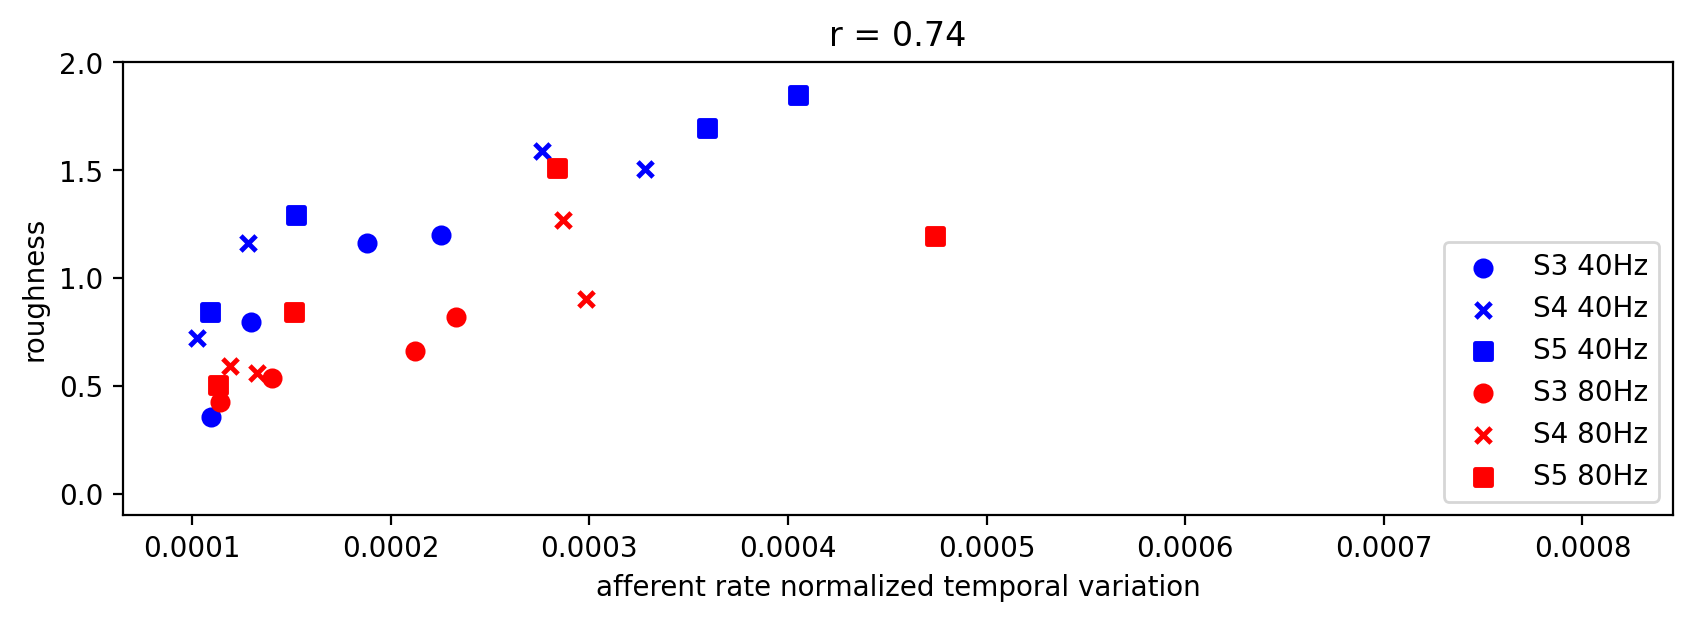 r = 0.74
2.0
1.5
1.0
0.5
0.0
roughness
S3 40Hz
S4 40Hz
S5 40Hz
S3 80Hz
S4 80Hz
S5 80Hz
0.0001 0.0002 0.0003 0.0004 0.0005 0.0006 0.0007 0.0008
afferent rate normalized temporal variation